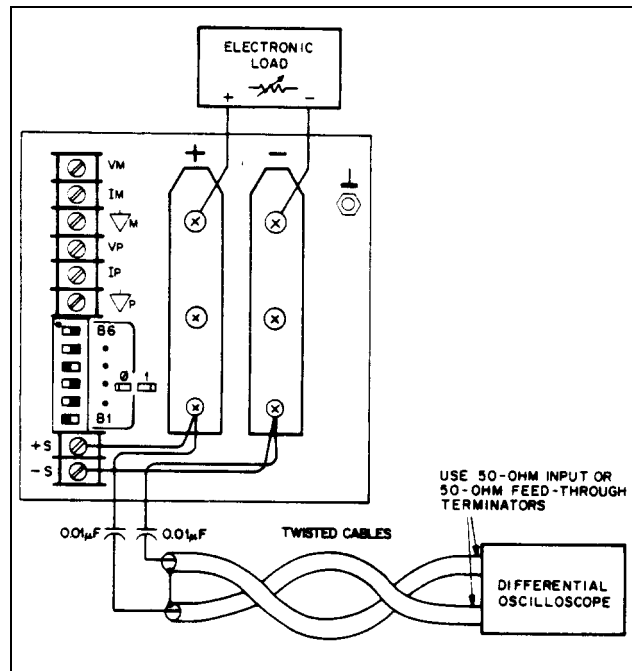 ELECTRONIC
LOAD
+ −
+ −
VM
IM
▽M
VP
IP
▽P
B6
0 1
B1
+S
−S
0.01µF
0.01µF
TWISTED CABLES
USE 50-OHM INPUT OR
50-OHM FEED-THROUGH
TERMINATORS
DIFFERENTIAL
OSCILLOSCOPE